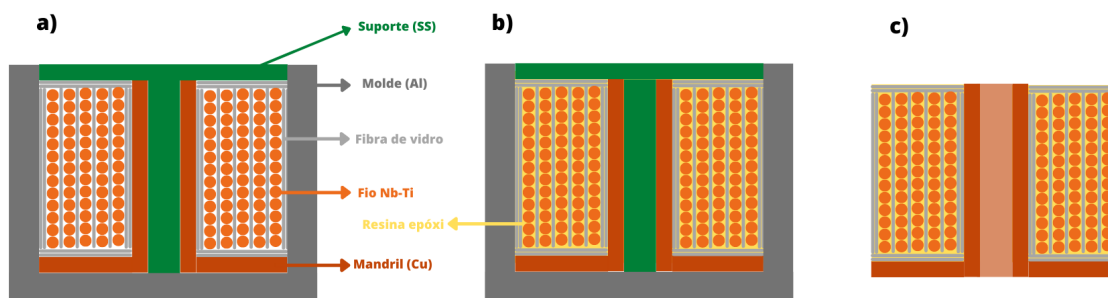 a)
b)
c)
Suporte (SS)
Molde (Al)
Fibra de vidro
Fio Nb-Ti
Resina epóxi
Mandril (Cu)